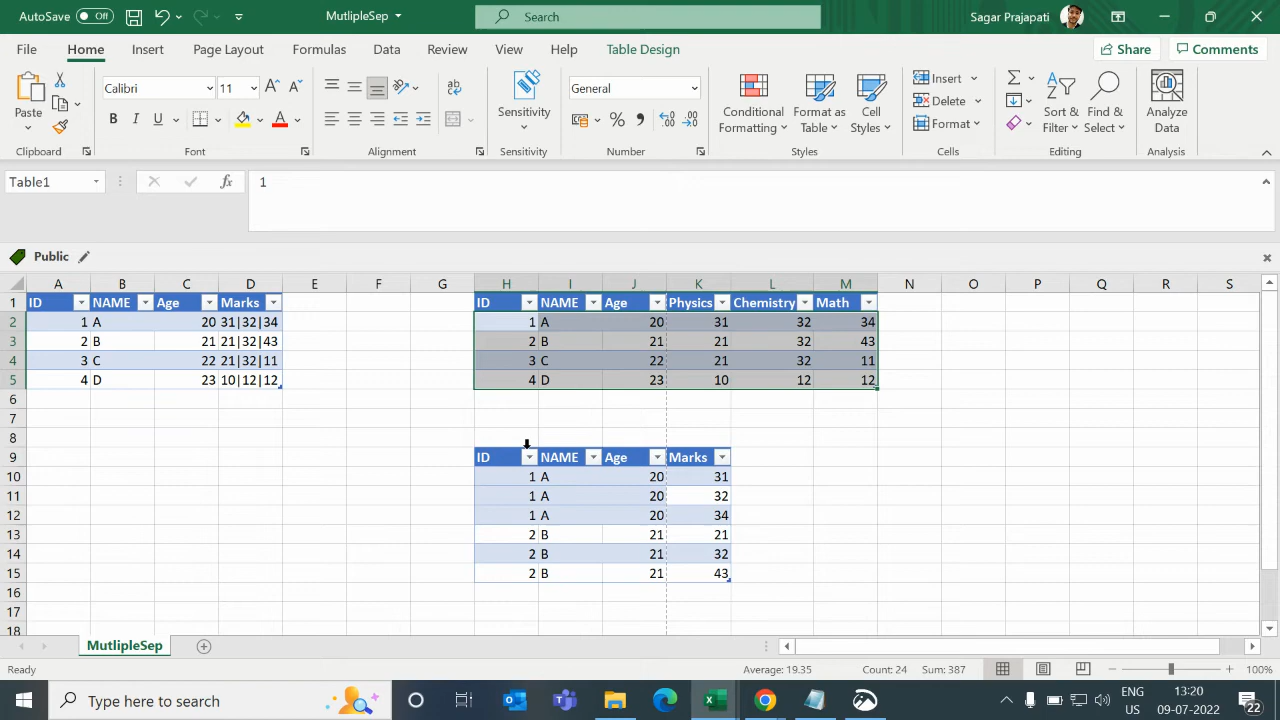 AutoSave Off MutlipleSep Search Sagar Prajapati
File Home Insert Page Layout Formulas Data Review View Help Table Design Share Comments
Paste Calibri 11 General Sensitivity Conditional Formatting Format as Table Cell Styles Insert Delete Format Sort & Filter Find & Select Analyze Data
Clipboard Font Alignment Sensitivity Number Styles Cells Editing Analysis
Table1 fx 1
Public
A B C D E F G H I J K L M N O P Q R S
1 ID NAME Age Marks ID NAME Age Physics Chemistry Math
2 1 A 20 31|32|34 1 A 20 31 32 34
3 2 B 21 21|32|43 2 B 21 21 32 43
4 3 C 22 21|32|11 3 C 22 21 32 11
5 4 D 23 10|12|12 4 D 23 10 12 12
6
7
8
9 ID NAME Age Marks
10 1 A 20 31
11 1 A 20 32
12 1 A 20 34
13 2 B 21 21
14 2 B 21 32
15 2 B 21 43
16
17
18
MutlipleSep
Ready Average: 19.35 Count: 24 Sum: 387 100%
Type here to search ENG US 13:20 09-07-2022 22